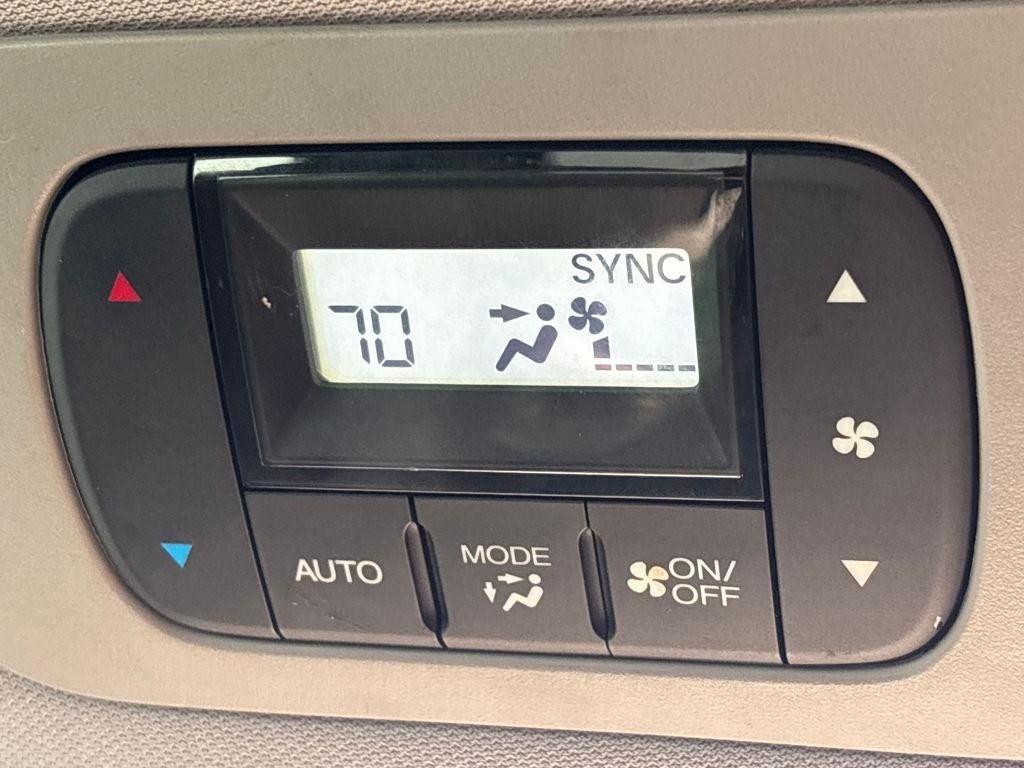 SYNC
70
AUTO
MODE
ON/
OFF